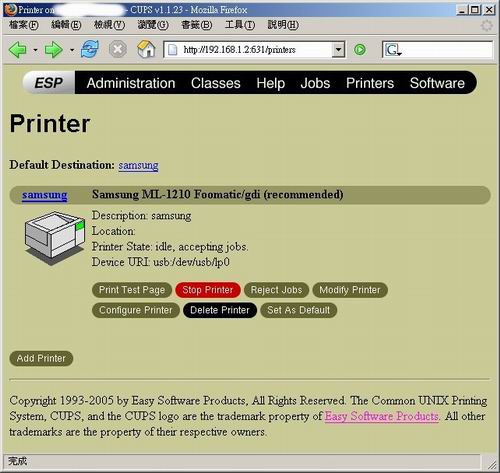 Printer on - CUPS v1.1.23 - Mozilla Firefox
檔案(F) 編輯(E) 檢視(V) 瀏覽(G) 書籤(B) 工具(T) 說明(H)
http://192.168.1.2:631/printers
G
ESP Administration Classes Help Jobs Printers Software
Printer
Default Destination: samsung
samsung Samsung ML-1210 Foomatic/gdi (recommended)
Description: samsung
Location:
Printer State: idle, accepting jobs.
Device URI: usb:/dev/usb/lp0
Print Test Page Stop Printer Reject Jobs Modify Printer
Configure Printer Delete Printer Set As Default
Add Printer
Copyright 1993-2005 by Easy Software Products, All Rights Reserved. The Common UNIX Printing
System, CUPS, and the CUPS logo are the trademark property of Easy Software Products. All other
trademarks are the property of their respective owners.
完成